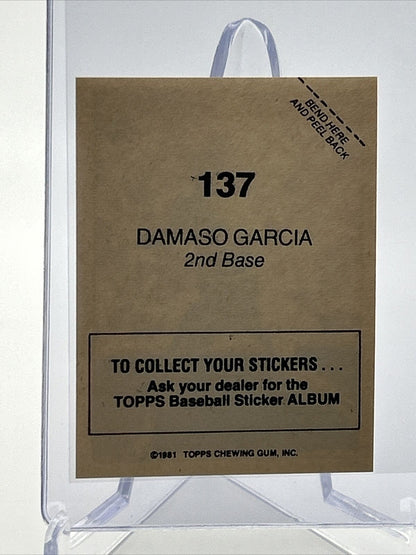 BEND HERE
AND PEEL BACK
137
DAMASO GARCIA
2nd Base
TO COLLECT YOUR STICKERS...
Ask your dealer for the
TOPPS Baseball Sticker ALBUM
©1981 TOPPS CHEWING GUM, INC.